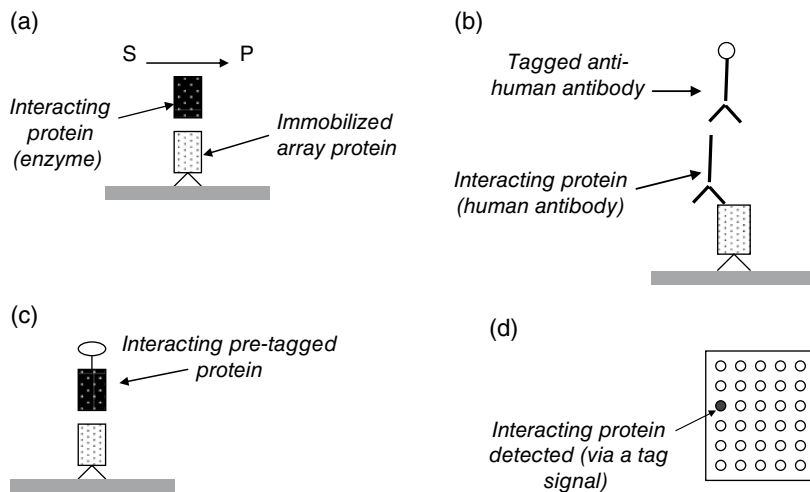 (a)
S P
Interacting
protein
(enzyme)
Immobilized
array protein
(b)
Tagged anti-
human antibody
Interacting protein
(human antibody)
(c)
Interacting pre-tagged
protein
(d)
Interacting protein
detected (via a tag
signal)